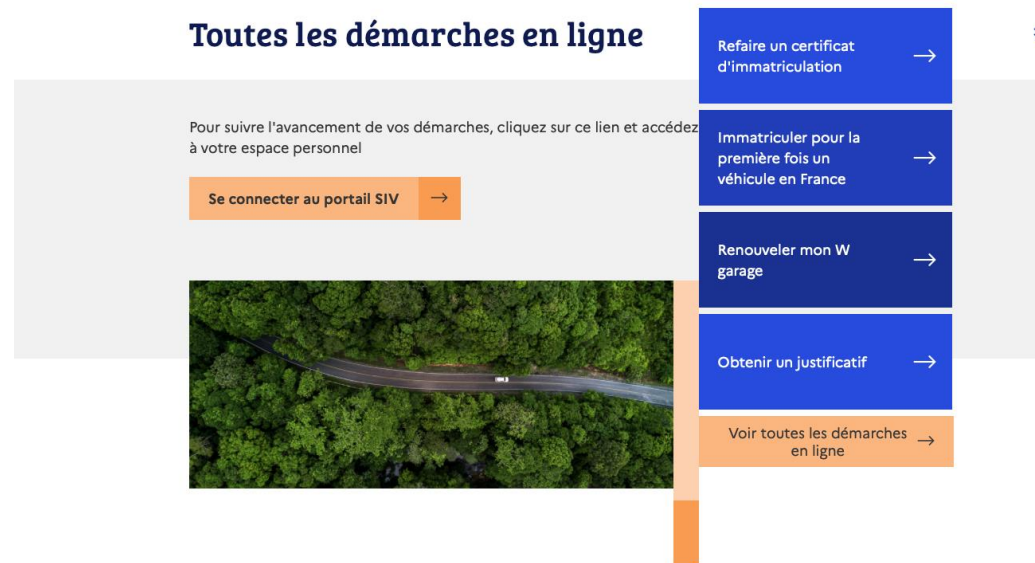 Toutes les démarches en ligne
Pour suivre l'avancement de vos démarches, cliquez sur ce lien et accédez
à votre espace personnel
Se connecter au portail SIV
Refaire un certificat
d'immatriculation
Immatriculer pour la
première fois un
véhicule en France
Renouveler mon W
garage
Obtenir un justificatif
Voir toutes les démarches
en ligne